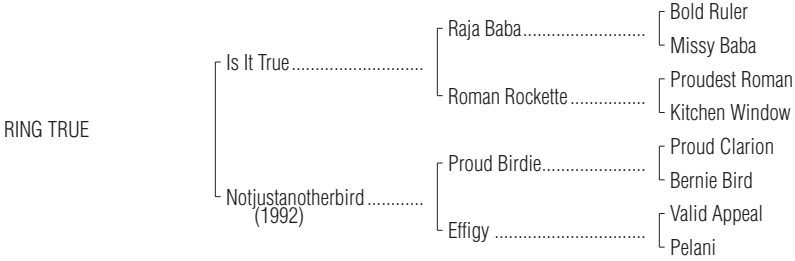 Bold Ruler
Raja Baba
Missy Baba
Is It True
Proudest Roman
Roman Rockette
Kitchen Window
RING TRUE
Proud Clarion
Proud Birdie
Bernie Bird
Notjustanotherbird
(1992)
Valid Appeal
Effigy
Pelani